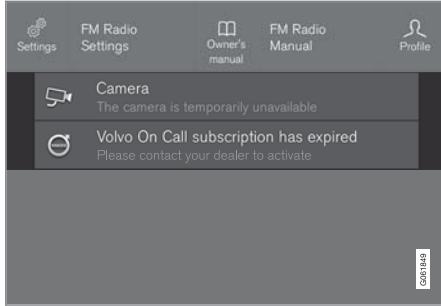 Settings
FM Radio
Settings
Owner's
manual
FM Radio
Manual
Profile
Camera
The camera is temporarily unavailable
Volvo On Call subscription has expired
Please contact your dealer to activate
G061849